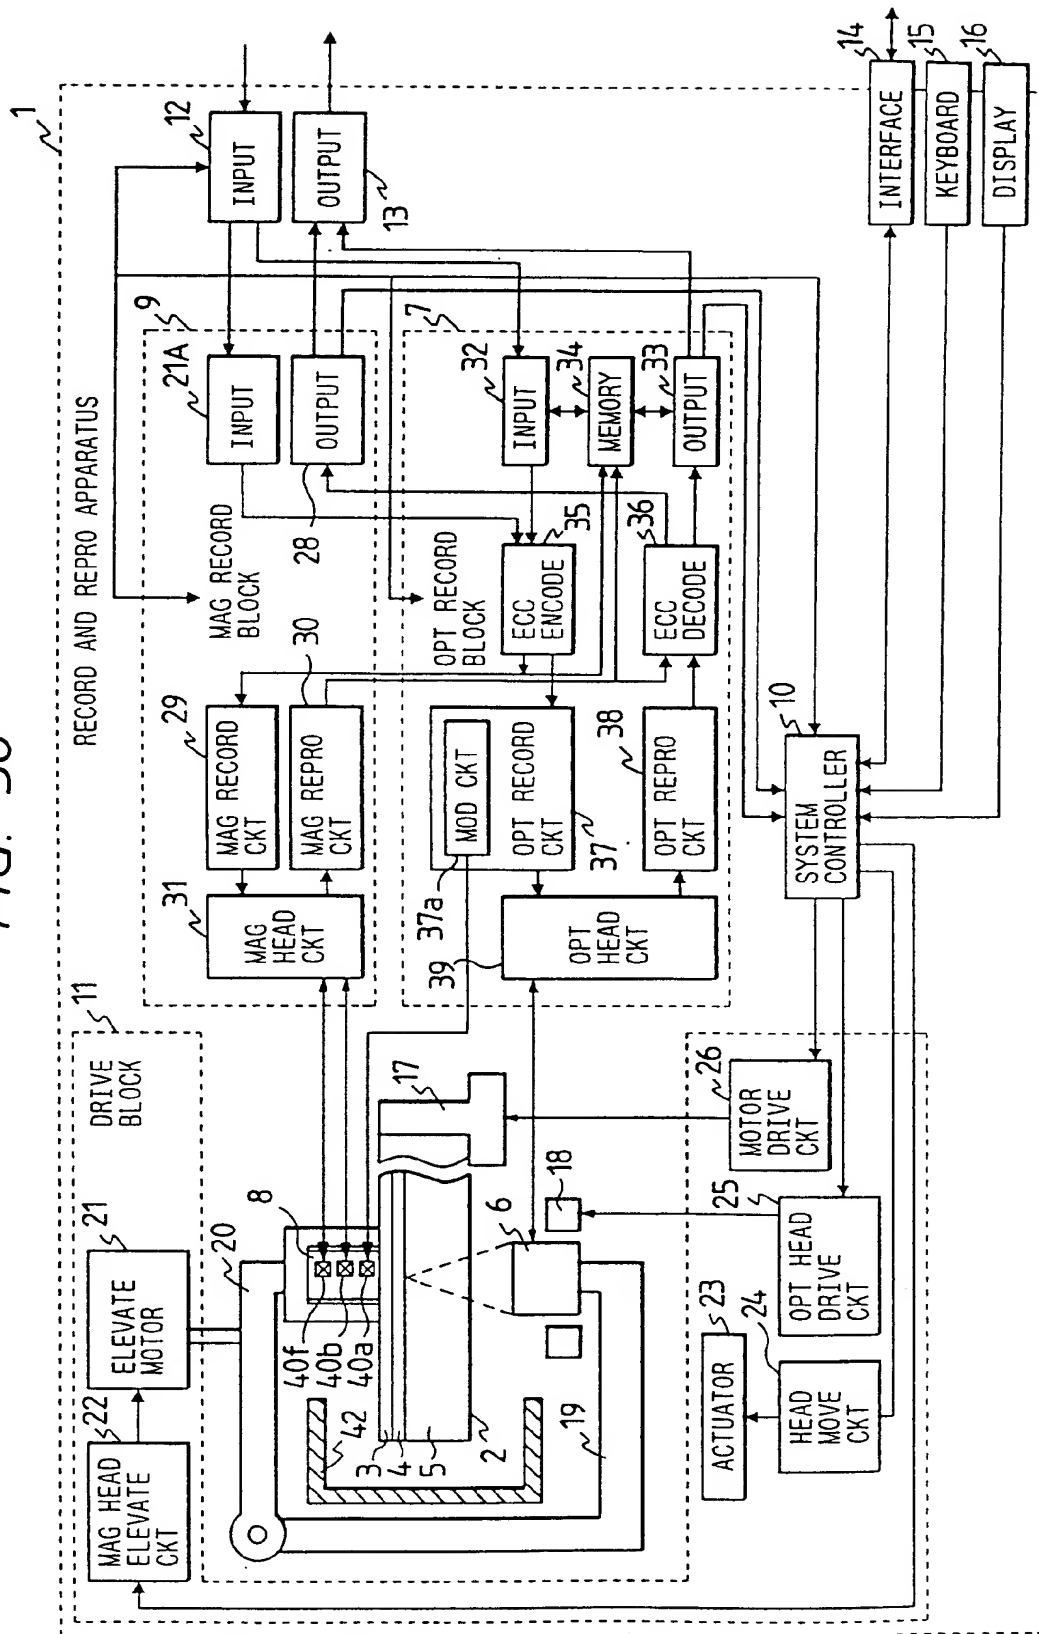 RECORD AND REPRO APPARATUS
1
11
DRIVE
BLOCK
22
MAG HEAD
ELEVATE
CKT
21
ELEVATE
MOTOR
20
8
40f
40b
40a
42
3
4
5
2
19
6
18
17
31
MAG HEAD
CKT
29
MAG RECORD
CKT
30
MAG REPRO
CKT
MAG RECORD
BLOCK
9
21A
INPUT
OUTPUT
28
12
INPUT
OUTPUT
13
7
OPT RECORD
BLOCK
39
OPT HEAD
CKT
37a
MOD CKT
OPT RECORD
CKT
37
38
OPT REPRO
CKT
35
ECC
ENCODE
36
ECC
DECODE
32
INPUT
34
MEMORY
33
OUTPUT
23
ACTUATOR
24
HEAD
MOVE
CKT
25
OPT HEAD
DRIVE
CKT
26
MOTOR
DRIVE
CKT
10
SYSTEM
CONTROLLER
14
INTERFACE
15
KEYBOARD
16
DISPLAY